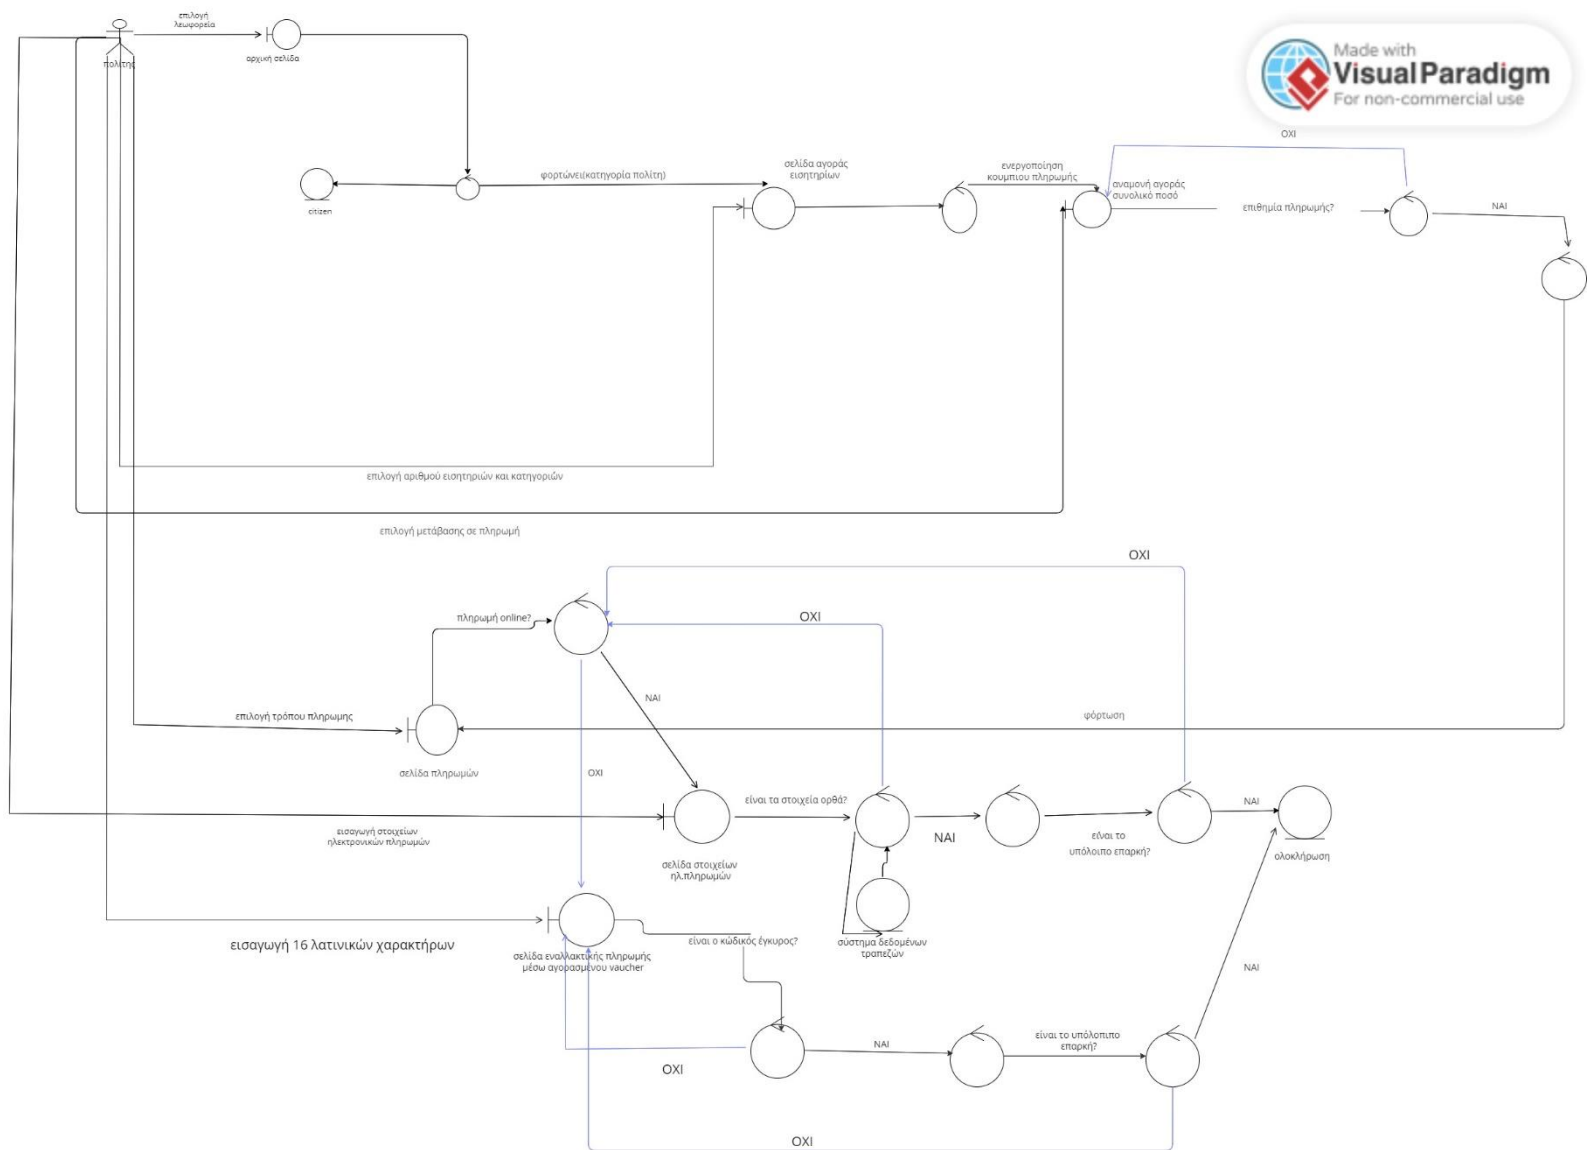 επιλογή
λεωφορεία
πολίτης
αρχική σελίδα
Made with
Visual Paradigm
For non-commercial use
ΟΧΙ
citizen
φορτώνει(κατηγορία πολίτη)
σελίδα αγοράς
εισητηρίων
ενεργοποίηση
κουμπιου πληρωμής
αναμονή αγοράς
συνολικό ποσό
επιθημία πληρωμής?
ΝΑΙ
επιλογή αριθμού εισητηριών και κατηγοριών
επιλογή μετάβασης σε πληρωμή
ΟΧΙ
πληρωμή online?
ΟΧΙ
ΝΑΙ
επιλογή τρόπου πληρωμης
φόρτωση
σελίδα πληρωμών
ΟΧΙ
είναι τα στοιχεία ορθά?
ΝΑΙ
ΝΑΙ
είναι το
υπόλοιπο επαρκή?
ολοκλήρωση
εισαγωγή στοιχείων
ηλεκτρονικών πληρωμών
σελίδα στοιχείων
ηλ.πληρωμών
εισαγωγή 16 λατινικών χαρακτήρων
σελίδα εναλλακτικής πληρωμής
μέσω αγορασμένου vaucher
είναι ο κώδικός έγκυρος?
σύστημα δεδομένων
τραπεζών
ΝΑΙ
ΟΧΙ
ΝΑΙ
είναι το υπόλοπιπο
επαρκή?
ΟΧΙ